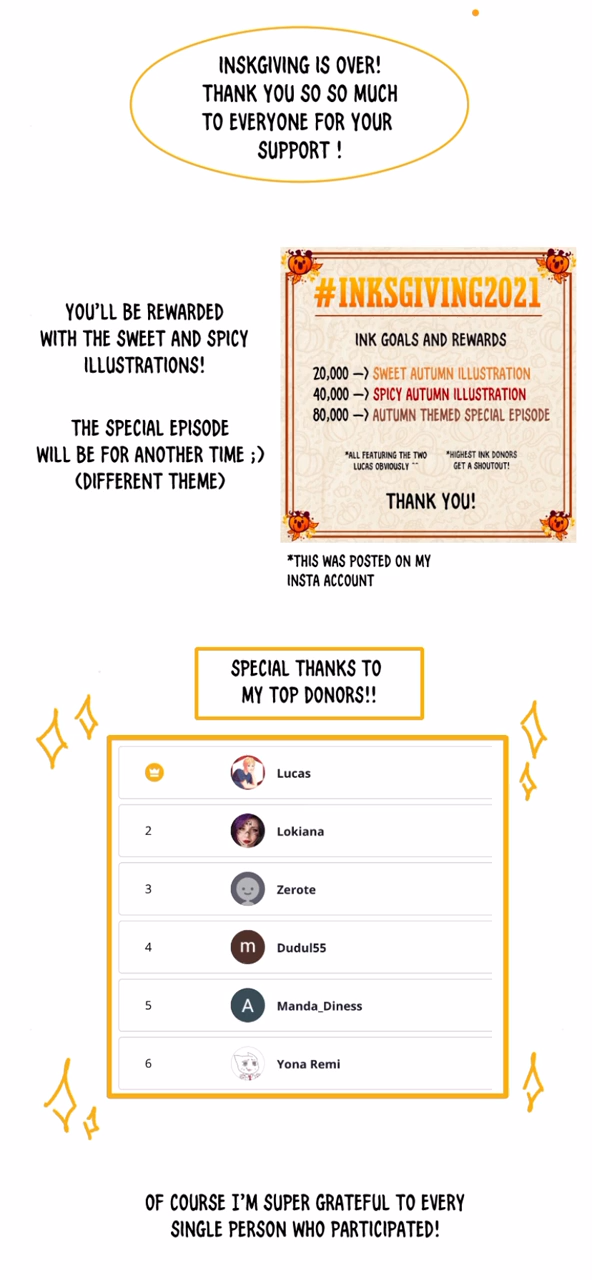 INSKGIVING IS OVER!
THANK YOU SO SO MUCH
TO EVERYONE FOR YOUR
SUPPORT !
YOU'LL BE REWARDED
WITH THE SWEET AND SPICY
ILLUSTRATIONS!
THE SPECIAL EPISODE
WILL BE FOR ANOTHER TIME ;)
(DIFFERENT THEME)
#INKSGIVING2021
INK GOALS AND REWARDS
20,000 —> SWEET AUTUMN ILLUSTRATION
40,000 —> SPICY AUTUMN ILLUSTRATION
80,000 —> AUTUMN THEMED SPECIAL EPISODE
*ALL FEATURING THE TWO
LUCAS OBVIOUSLY ^^
*HIGHEST INK DONORS
GET A SHOUTOUT!
THANK YOU!
*THIS WAS POSTED ON MY
INSTA ACCOUNT
SPECIAL THANKS TO
MY TOP DONORS!!
Lucas
2 Lokiana
3 Zerote
4 m Dudul55
5 A Manda_Diness
6 Yona Remi
OF COURSE I'M SUPER GRATEFUL TO EVERY
SINGLE PERSON WHO PARTICIPATED!